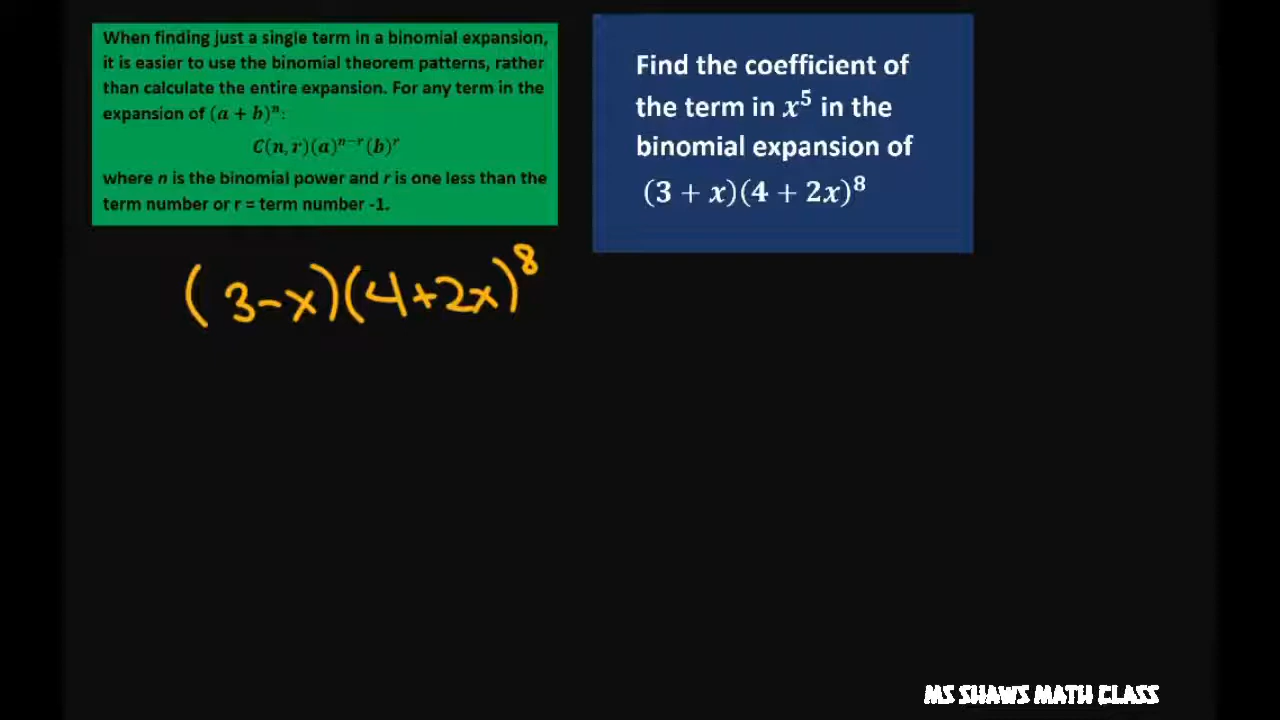 When finding just a single term in a binomial expansion,
it is easier to use the binomial theorem patterns, rather
than calculate the entire expansion. For any term in the
expansion of (a + b)ⁿ:
C(n, r)(a)ⁿ⁻ʳ(b)ʳ
where n is the binomial power and r is one less than the
term number or r = term number -1.
Find the coefficient of
the term in x⁵ in the
binomial expansion of
(3 + x)(4 + 2x)⁸
(3-x)(4+2x)⁸
MS SHAWS MATH CLASS